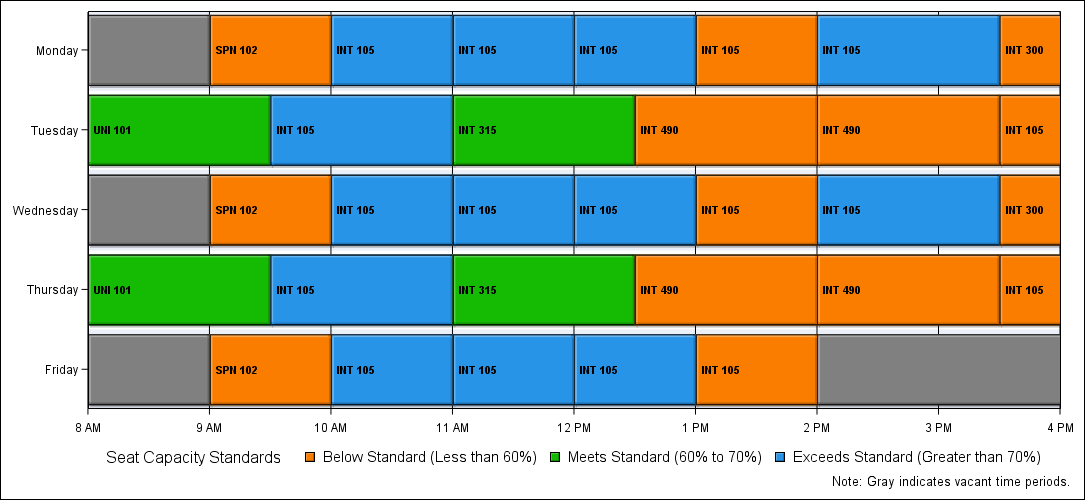 Monday SPN 102 INT 105 INT 105 INT 105 INT 105 INT 105 INT 300
Tuesday UNI 101 INT 105 INT 315 INT 490 INT 490 INT 105
Wednesday SPN 102 INT 105 INT 105 INT 105 INT 105 INT 105 INT 300
Thursday UNI 101 INT 105 INT 315 INT 490 INT 490 INT 105
Friday SPN 102 INT 105 INT 105 INT 105 INT 105
8 AM 9 AM 10 AM 11 AM 12 PM 1 PM 2 PM 3 PM 4 PM
Seat Capacity Standards Below Standard (Less than 60%) Meets Standard (60% to 70%) Exceeds Standard (Greater than 70%)
Note: Gray indicates vacant time periods.